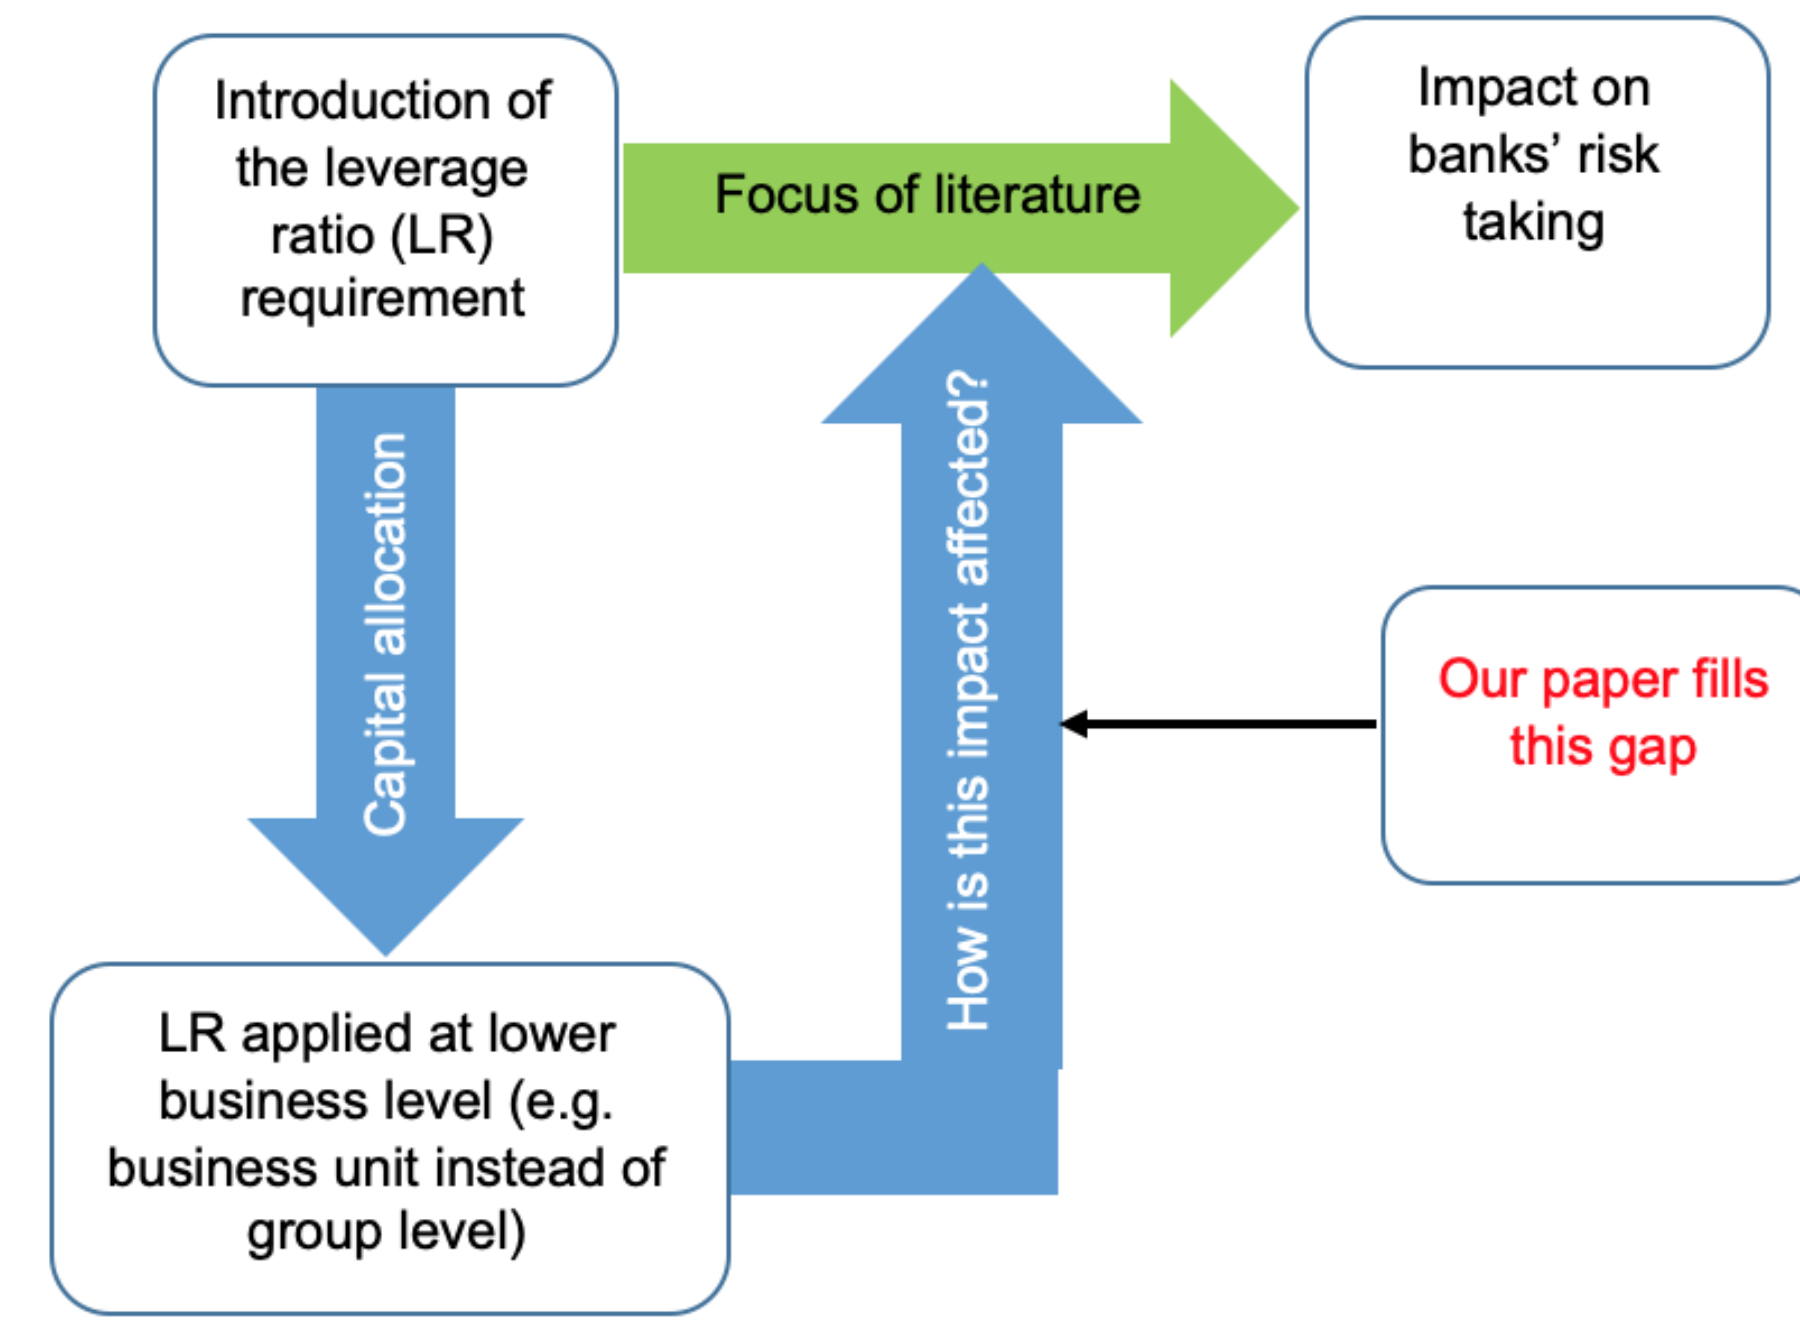 Introduction of
the leverage
ratio (LR)
requirement
Focus of literature
Impact on
banks’ risk
taking
Capital allocation
How is this impact affected?
Our paper fills
this gap
LR applied at lower
business level (e.g.
business unit instead of
group level)